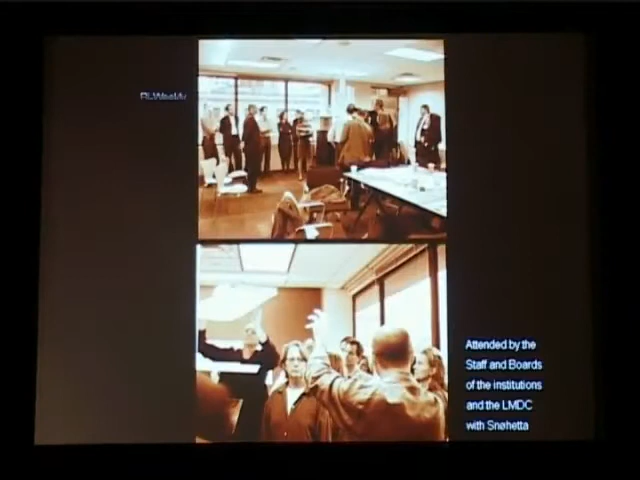 Attended by the
Staff and Boards
of the institutions
and the LMDC
with Snøhetta